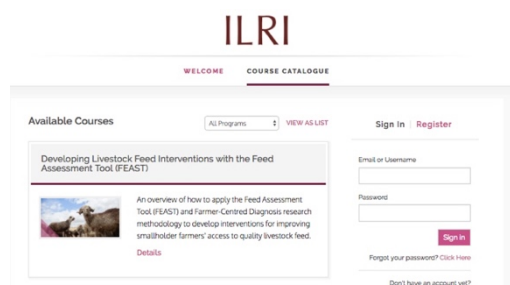 ILRI
WELCOME
COURSE CATALOGUE
Available Courses
All Programs
VIEW AS LIST
Developing Livestock Feed Interventions with the Feed
Assessment Tool (FEAST)
An overview of how to apply the Feed Assessment
Tool (FEAST) and Farmer-Centred Diagnosis research
methodology to develop interventions for improving
smallholder farmers' access to quality livestock feed.
Details
Sign In
Register
Email or Username
Password
Sign in
Forgot your password? Click Here
Don't have an account yet?